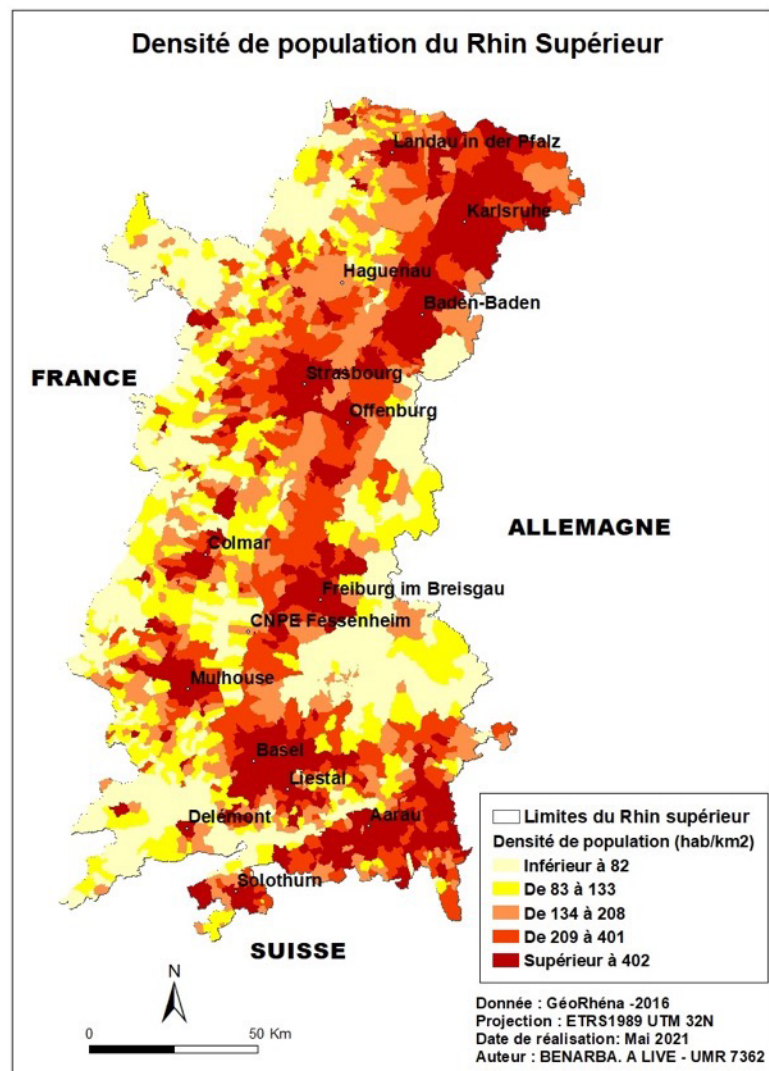 Densité de population du Rhin Supérieur
Landau in der Pfalz
Karlsruhe
Haguenau
Baden-Baden
FRANCE
Strasbourg
Offenburg
ALLEMAGNE
Colmar
Freiburg im Breisgau
CNPE Fessenheim
Mulhouse
Basel
Liestal
Delémont
Aarau
Solothurn
SUISSE
Limites du Rhin supérieur
Densité de population (hab/km2)
Inférieur à 82
De 83 à 133
De 134 à 208
De 209 à 401
Supérieur à 402
N
0 50 Km
Donnée : GéoRhéna -2016
Projection : ETRS1989 UTM 32N
Date de réalisation: Mai 2021
Auteur : BENARBA. A LIVE - UMR 7362